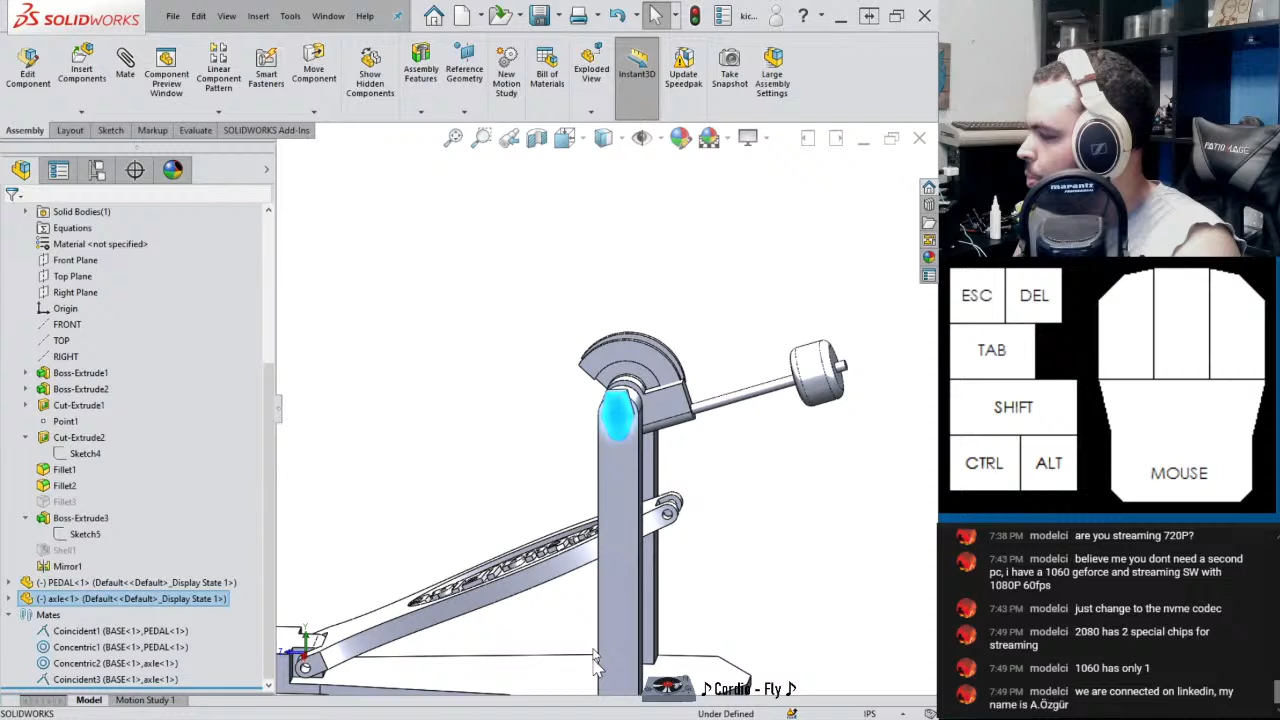 SOLIDWORKS
File
Edit
View
Insert
Tools
Window
Help
kic...
Edit Component
Insert Components
Mate
Component Preview Window
Linear Component Pattern
Smart Fasteners
Move Component
Show Hidden Components
Assembly Features
Reference Geometry
New Motion Study
Bill of Materials
Exploded View
Instant3D
Update Speedpak
Take Snapshot
Large Assembly Settings
Assembly
Layout
Sketch
Markup
Evaluate
SOLIDWORKS Add-Ins
Solid Bodies(1)
Equations
Material <not specified>
Front Plane
Top Plane
Right Plane
Origin
FRONT
TOP
RIGHT
Boss-Extrude1
Boss-Extrude2
Cut-Extrude1
Point1
Cut-Extrude2
Sketch4
Fillet1
Fillet2
Fillet3
Boss-Extrude3
Sketch5
Shell1
Mirror1
(-) PEDAL<1> (Default<<Default>_Display State 1>)
(-) axle<1> (Default<<Default>_Display State 1>)
Mates
Coincident1 (BASE<1>,PEDAL<1>)
Concentric1 (BASE<1>,PEDAL<1>)
Concentric2 (BASE<1>,axle<1>)
Coincident3 (BASE<1>,axle<1>)
Model
Motion Study 1
SOLIDWORKS
Under Defined
IPS
♪ Cordio - Fly ♪
marantz
PROFESSIONAL
ESC
DEL
TAB
SHIFT
CTRL
ALT
MOUSE
7:38 PM modelci are you streaming 720P?
7:43 PM modelci believe me you dont need a second
pc, i have a 1060 geforce and streaming SW with
1080P 60fps
7:43 PM modelci just change to the nvme codec
7:49 PM modelci 2080 has 2 special chips for
streaming
7:49 PM modelci 1060 has only 1
7:49 PM modelci we are connected on linkedin, my
name is A.Özgür